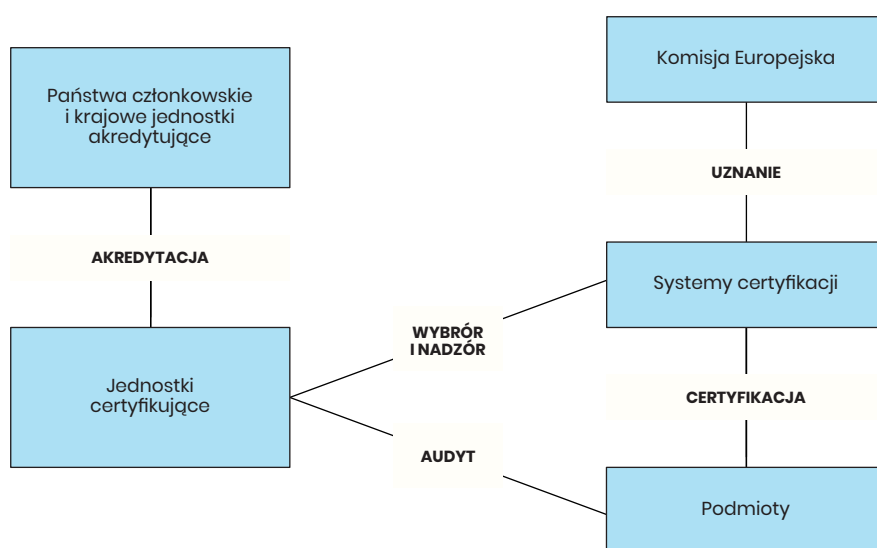 Państwa członkowskie
i krajowe jednostki
akredytujące
Komisja Europejska
AKREDYTACJA
UZNANIE
Jednostki
certyfikujące
WYBRÓR
I NADZÓR
Systemy certyfikacji
AUDYT
CERTYFIKACJA
Podmioty